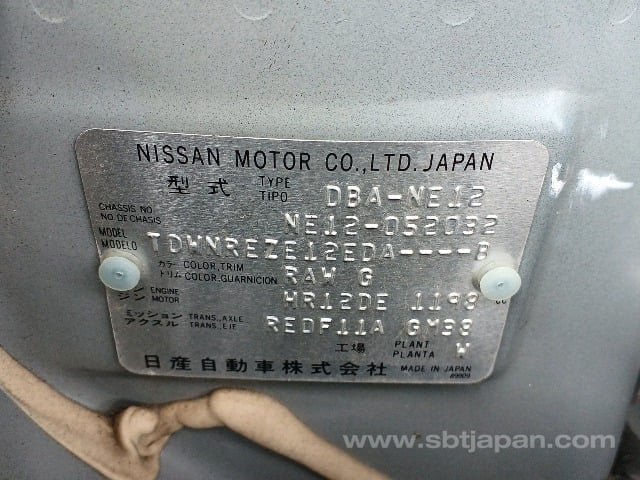 NISSAN MOTOR CO.,LTD. JAPAN
型式 TYPE TIPO DBA-NE12
CHASSIS NO NO DE CHASIS NE12-052032
MODEL MODELO TDWNREZE12EDA----B
カラー トリム COLOR,TRIM COLOR,GUARNICION RAW G
ジン ENGINE MOTOR HR12DE 1198 cc
ミッション アクスル TRANS.,AXLE TRANS.,EJE REDF11A GM38
工場 PLANT PLANTA W
日産自動車株式会社 MADE IN JAPAN
89909
www.sbtjapan.com